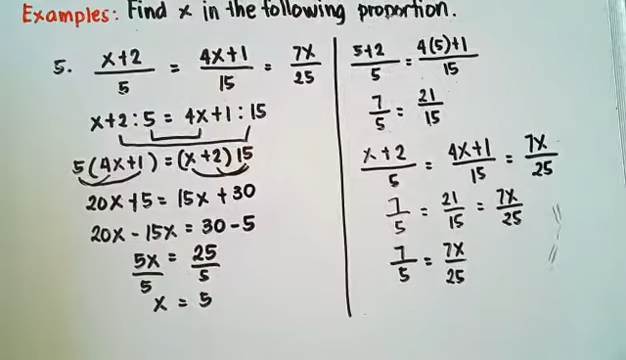 Examples: Find x in the following proportion.
5. x+2/5 = 4x+1/15 = 7x/25
x+2:5 = 4x+1:15
5(4x+1)=(x+2)15
20x+5=15x+30
20x-15x=30-5
5x/5 = 25/5
x = 5
5+2/5 = 4(5)+1/15
7/5 = 21/15
x+2/5 = 4x+1/15 = 7x/25
7/5 = 21/15 = 7x/25
7/5 = 7x/25